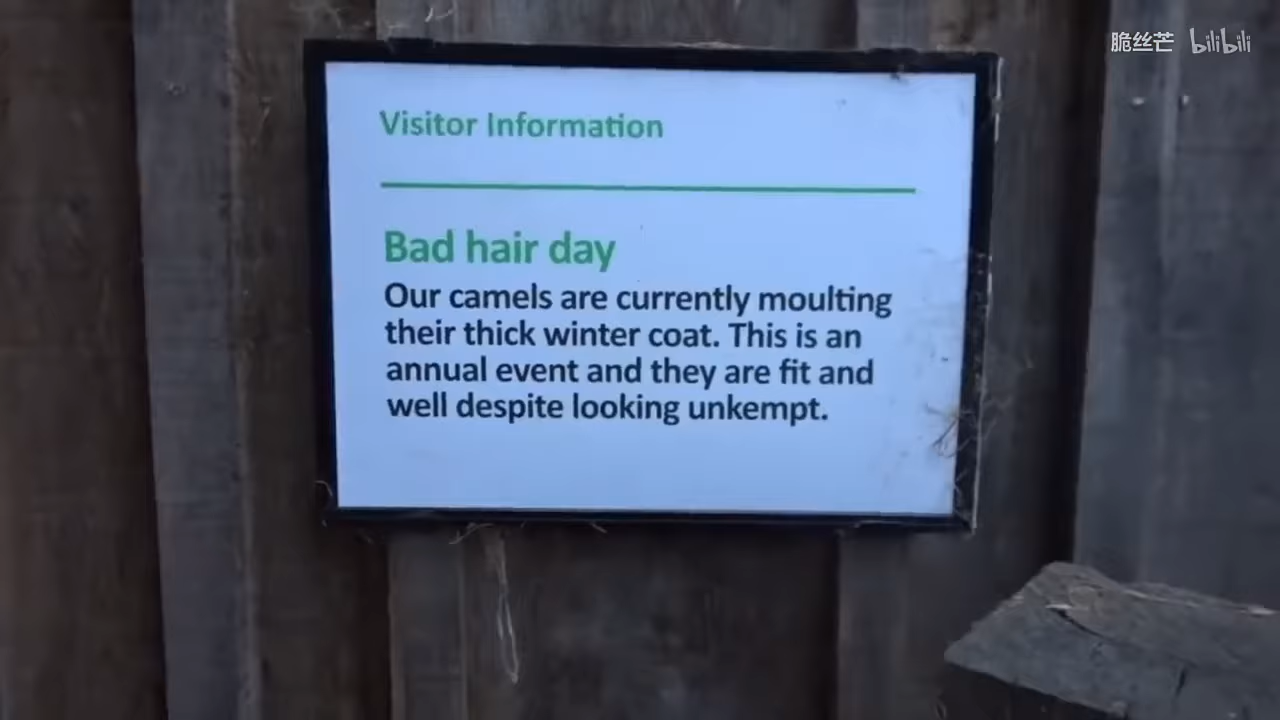 脆丝芒 bilibili
Visitor Information
Bad hair day
Our camels are currently moulting
their thick winter coat. This is an
annual event and they are fit and
well despite looking unkempt.